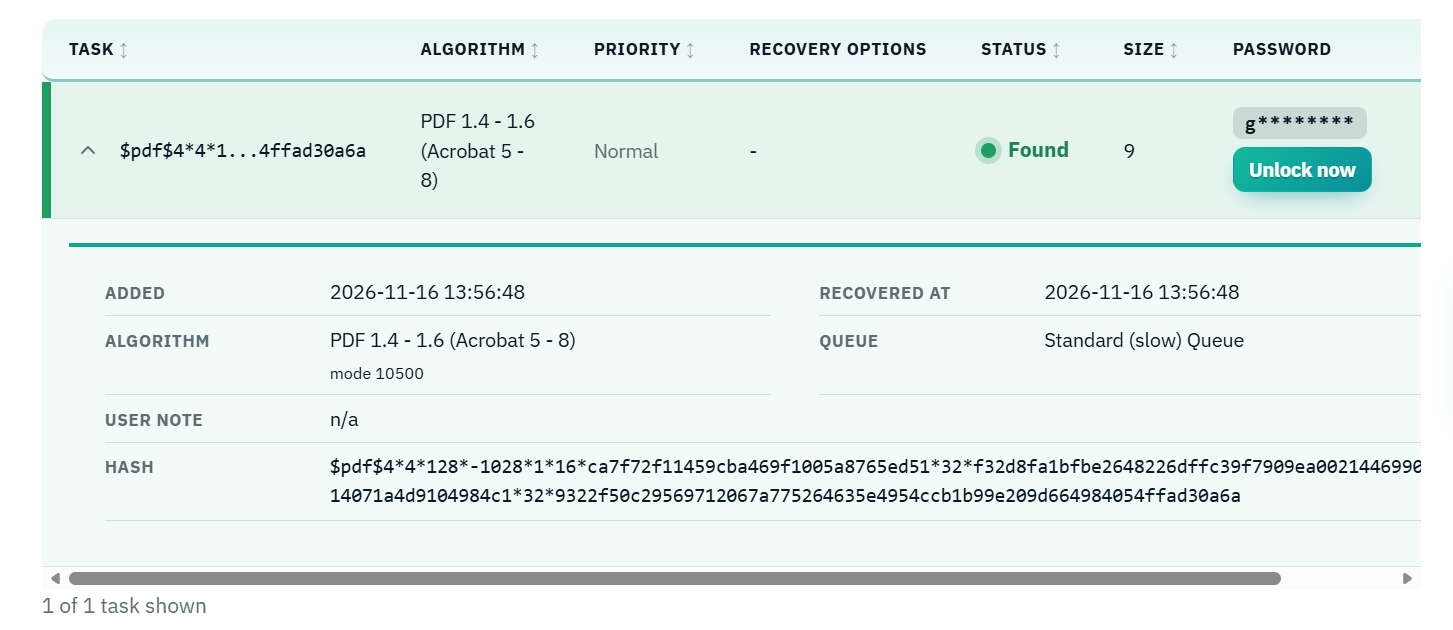 TASK ALGORITHM PRIORITY RECOVERY OPTIONS STATUS SIZE PASSWORD
$pdf$4*4*1...4ffad30a6a
PDF 1.4 - 1.6
(Acrobat 5 -
8)
Normal
-
Found
9
g********
Unlock now
ADDED 2026-11-16 13:56:48
RECOVERED AT 2026-11-16 13:56:48
ALGORITHM PDF 1.4 - 1.6 (Acrobat 5 - 8)
mode 10500
QUEUE Standard (slow) Queue
USER NOTE n/a
HASH $pdf$4*4*128*-1028*1*16*ca7f72f11459cba469f1005a8765ed51*32*f32d8fa1bfbe2648226dffc39f7909ea0021446990
14071a4d9104984c1*32*9322f50c29569712067a775264635e4954ccb1b99e209d664984054ffad30a6a
1 of 1 task shown